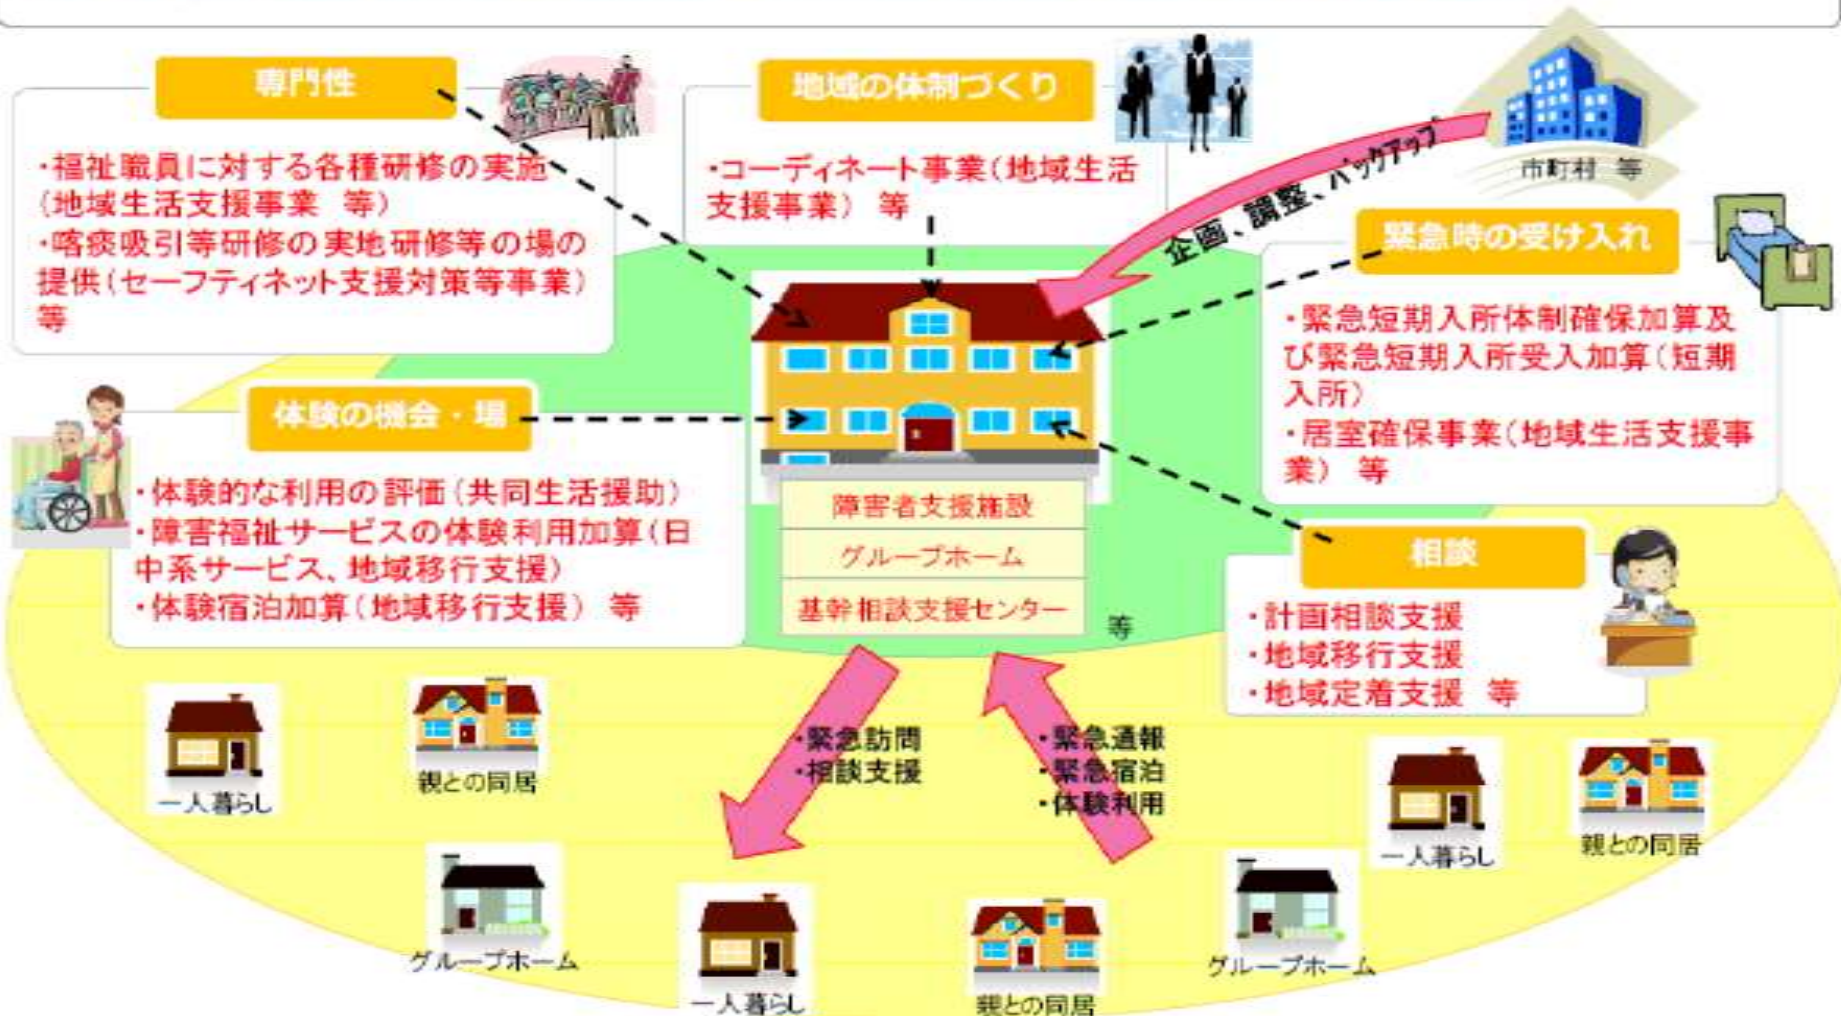 専門性
・福祉職員に対する各種研修の実施
(地域生活支援事業 等)
・喀痰吸引等研修の実地研修等の場の
提供(セーフティネット支援対策等事業)
等
地域の体制づくり
・コーディネート事業(地域生活
支援事業) 等
市町村 等
企画、調整、バックアップ
緊急時の受け入れ
・緊急短期入所体制確保加算及
び緊急短期入所受入加算(短期
入所)
・居室確保事業(地域生活支援事
業) 等
体験の機会・場
・体験的な利用の評価(共同生活援助)
・障害福祉サービスの体験利用加算(日
中系サービス、地域移行支援)
・体験宿泊加算(地域移行支援) 等
障害者支援施設
グループホーム
基幹相談支援センター
等
相談
・計画相談支援
・地域移行支援
・地域定着支援 等
・緊急訪問
・相談支援
・緊急通報
・緊急宿泊
・体験利用
一人暮らし
親との同居
グループホーム
一人暮らし
親との同居
グループホーム
一人暮らし
親との同居